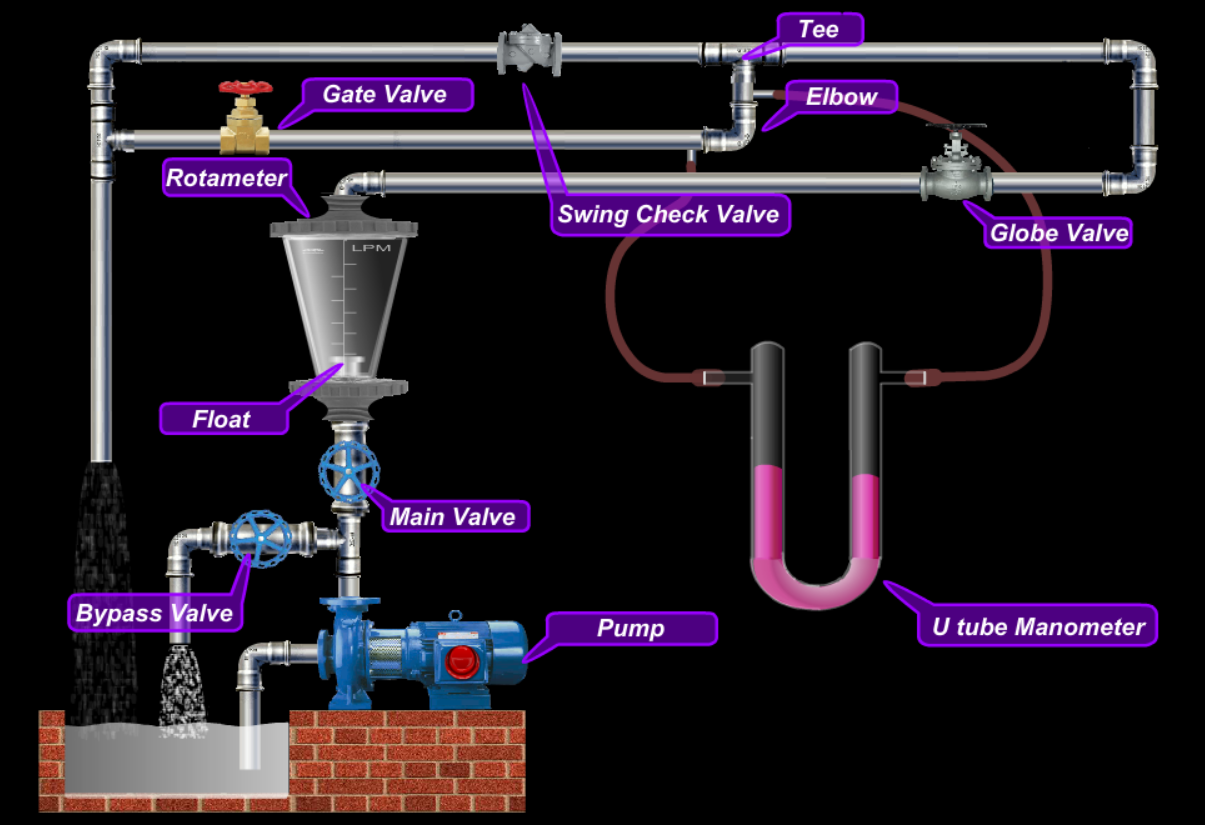 Tee
Gate Valve
Elbow
Rotameter
Swing Check Valve
Globe Valve
LPM
Float
Main Valve
Bypass Valve
Pump
U tube Manometer